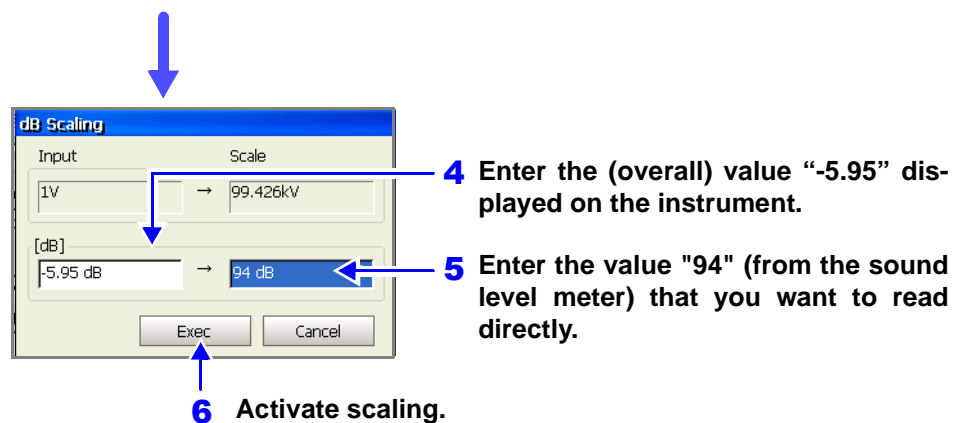 dB Scaling
Input Scale
1V → 99.426kV
[dB]
-5.95 dB → 94 dB
Exec Cancel
4 Enter the (overall) value “-5.95” dis-
played on the instrument.
5 Enter the value "94" (from the sound
level meter) that you want to read
directly.
6 Activate scaling.